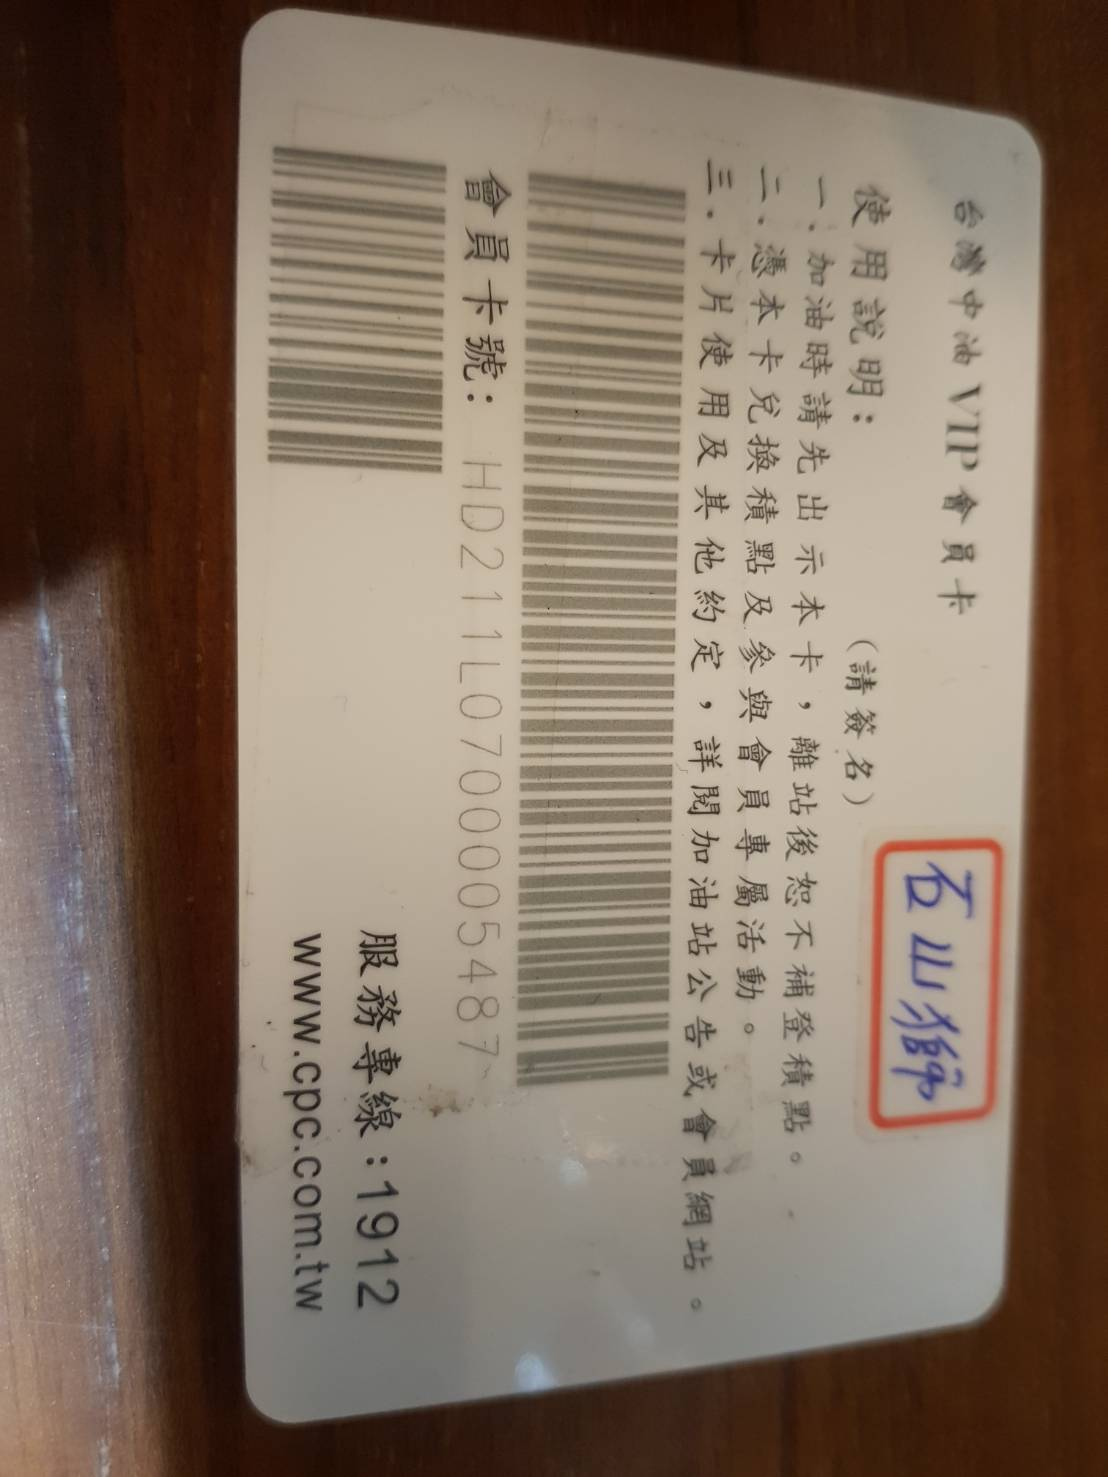 台灣中油VIP會員卡
(請簽名)
石山
使用說明：
一.加油時請先出示本卡，離站後恕不補登積點。
二.憑本卡兌換積點及參與會員專屬活動。
三.卡片使用及其他約定，詳閱加油站公告或會員網站。
會員卡號：HD211L0700005487
服務專線:1912
www.cpc.com.tw